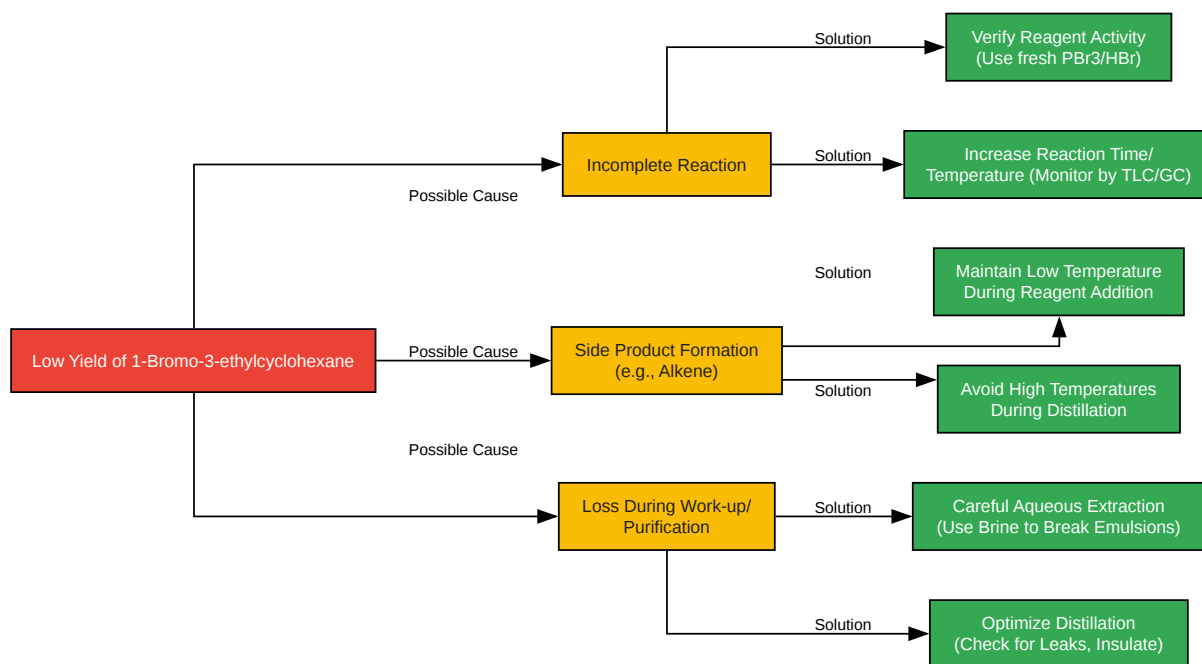 Solution
Verify Reagent Activity
(Use fresh PBr3/HBr)
Incomplete Reaction
Solution
Increase Reaction Time/
Temperature (Monitor by TLC/GC)
Possible Cause
Solution
Maintain Low Temperature
During Reagent Addition
Low Yield of 1-Bromo-3-ethylcyclohexane
Possible Cause
Side Product Formation
(e.g., Alkene)
Solution
Avoid High Temperatures
During Distillation
Possible Cause
Loss During Work-up/
Purification
Solution
Careful Aqueous Extraction
(Use Brine to Break Emulsions)
Solution
Optimize Distillation
(Check for Leaks, Insulate)